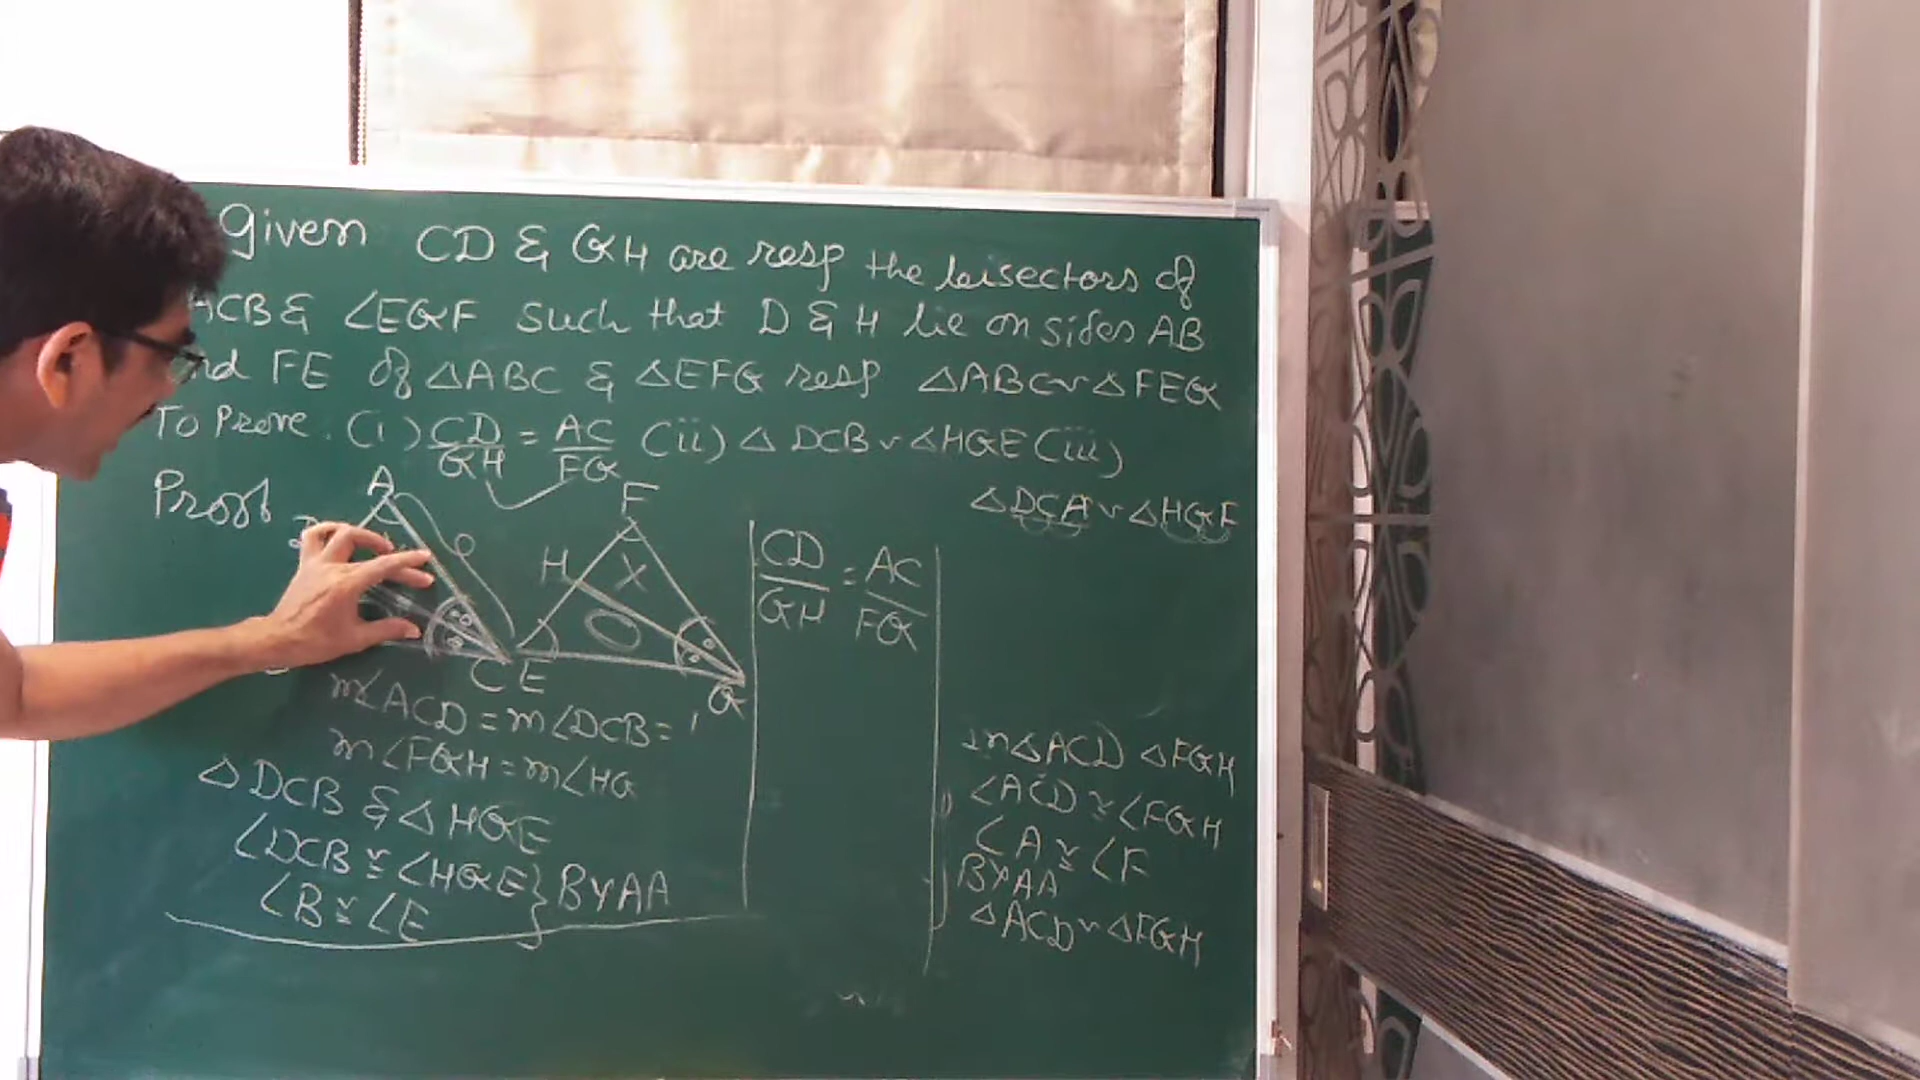 Given CD & GH are resp the bisectors of
ACB & ∠EGF such that D & H lie on sides AB
nd FE of △ABC & △EFG resp △ABC ~ △FEG
To Prove. (i) CD/GH = AC/FG (ii) △ DCB ~ △HGE (iii)
△DCA ~ △HGF
Proof
A
D
F
H
X
C
E
G
CD/GH = AC/FG
m∠ACD = m∠DCB =
m∠FGH = m∠HG
△DCB & △HGE
∠DCB ≅ ∠HGE } BY AA
∠B ≅ ∠E
In △ACD △FGH
∠ACD ≅ ∠FGH
∠A ≅ ∠F
BY AA
△ACD ~ △FGH